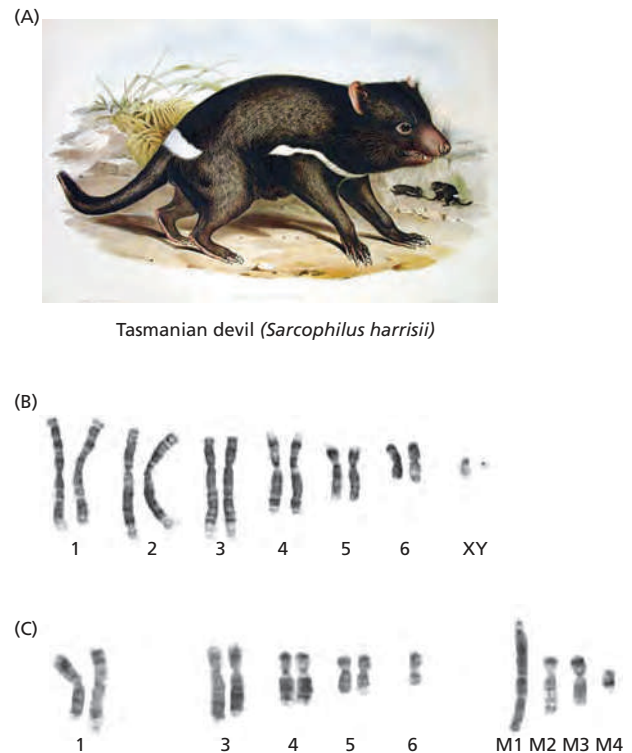 (A)
Tasmanian devil (Sarcophilus harrisii)
(B)
1 2 3 4 5 6 XY
(C)
1 3 4 5 6 M1 M2 M3 M4